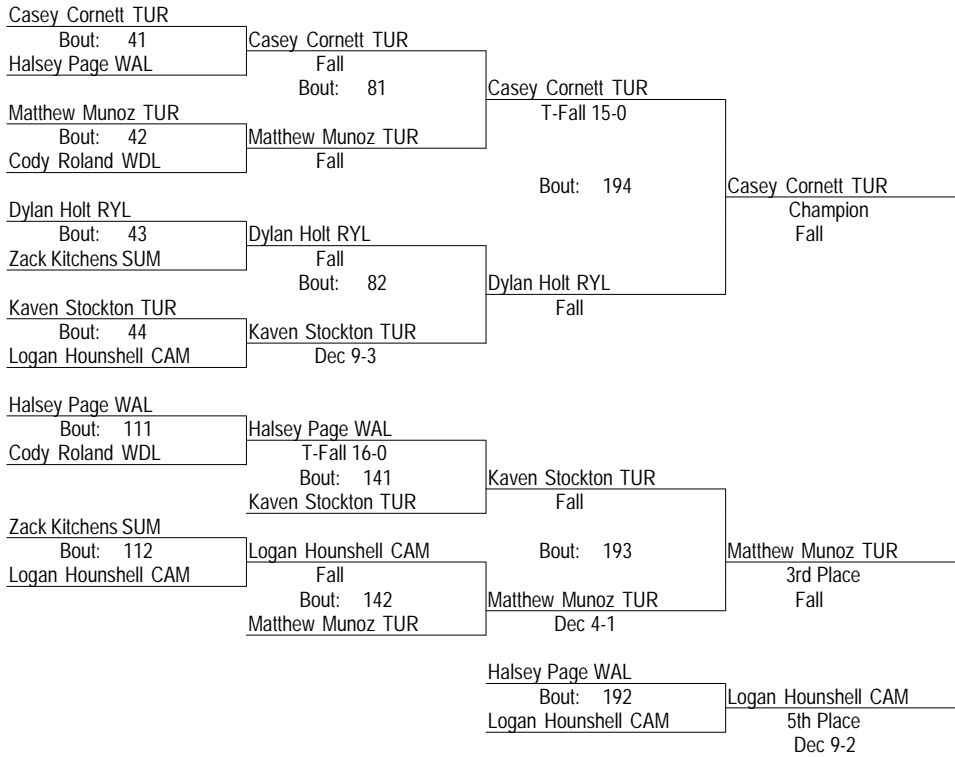 Casey Cornett TUR
Bout: 41
Halsey Page WAL
Casey Cornett TUR
Fall
Bout: 81
Matthew Munoz TUR
Bout: 42
Cody Roland WDL
Matthew Munoz TUR
Fall
Casey Cornett TUR
T-Fall 15-0
Bout: 194
Dylan Holt RYL
Bout: 43
Zack Kitchens SUM
Dylan Holt RYL
Fall
Bout: 82
Kaven Stockton TUR
Bout: 44
Logan Hounshell CAM
Kaven Stockton TUR
Dec 9-3
Dylan Holt RYL
Fall
Casey Cornett TUR
Champion
Fall
Halsey Page WAL
Bout: 111
Cody Roland WDL
Halsey Page WAL
T-Fall 16-0
Bout: 141
Kaven Stockton TUR
Kaven Stockton TUR
Fall
Bout: 193
Zack Kitchens SUM
Bout: 112
Logan Hounshell CAM
Logan Hounshell CAM
Fall
Bout: 142
Matthew Munoz TUR
Matthew Munoz TUR
Dec 4-1
Matthew Munoz TUR
3rd Place
Fall
Halsey Page WAL
Bout: 192
Logan Hounshell CAM
Logan Hounshell CAM
5th Place
Dec 9-2